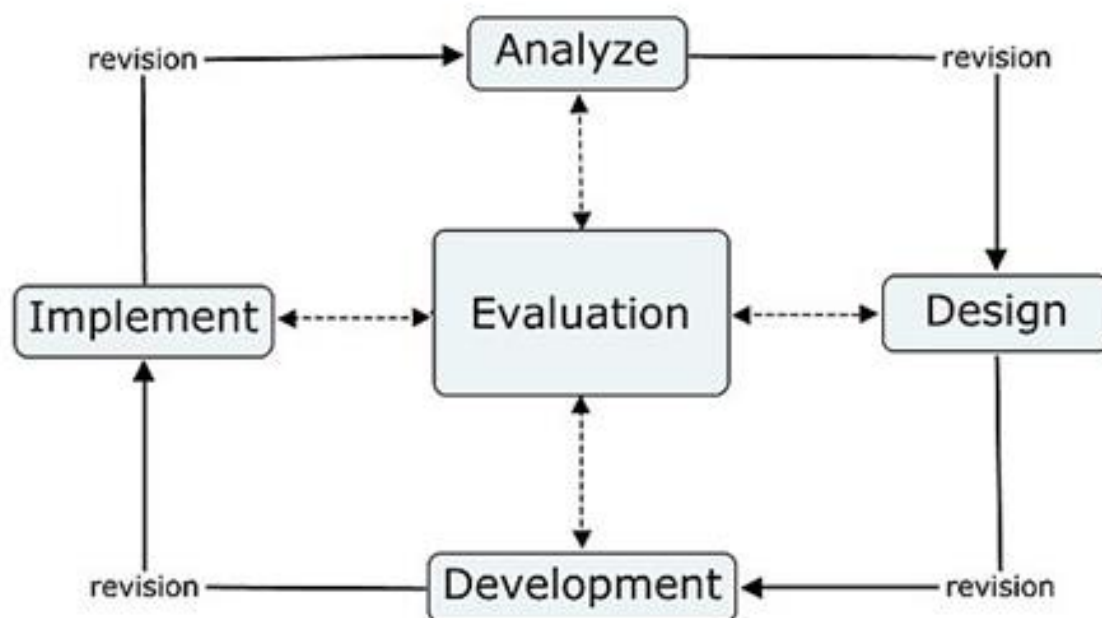 revision
Analyze
revision
Implement
Evaluation
Design
revision
Development
revision